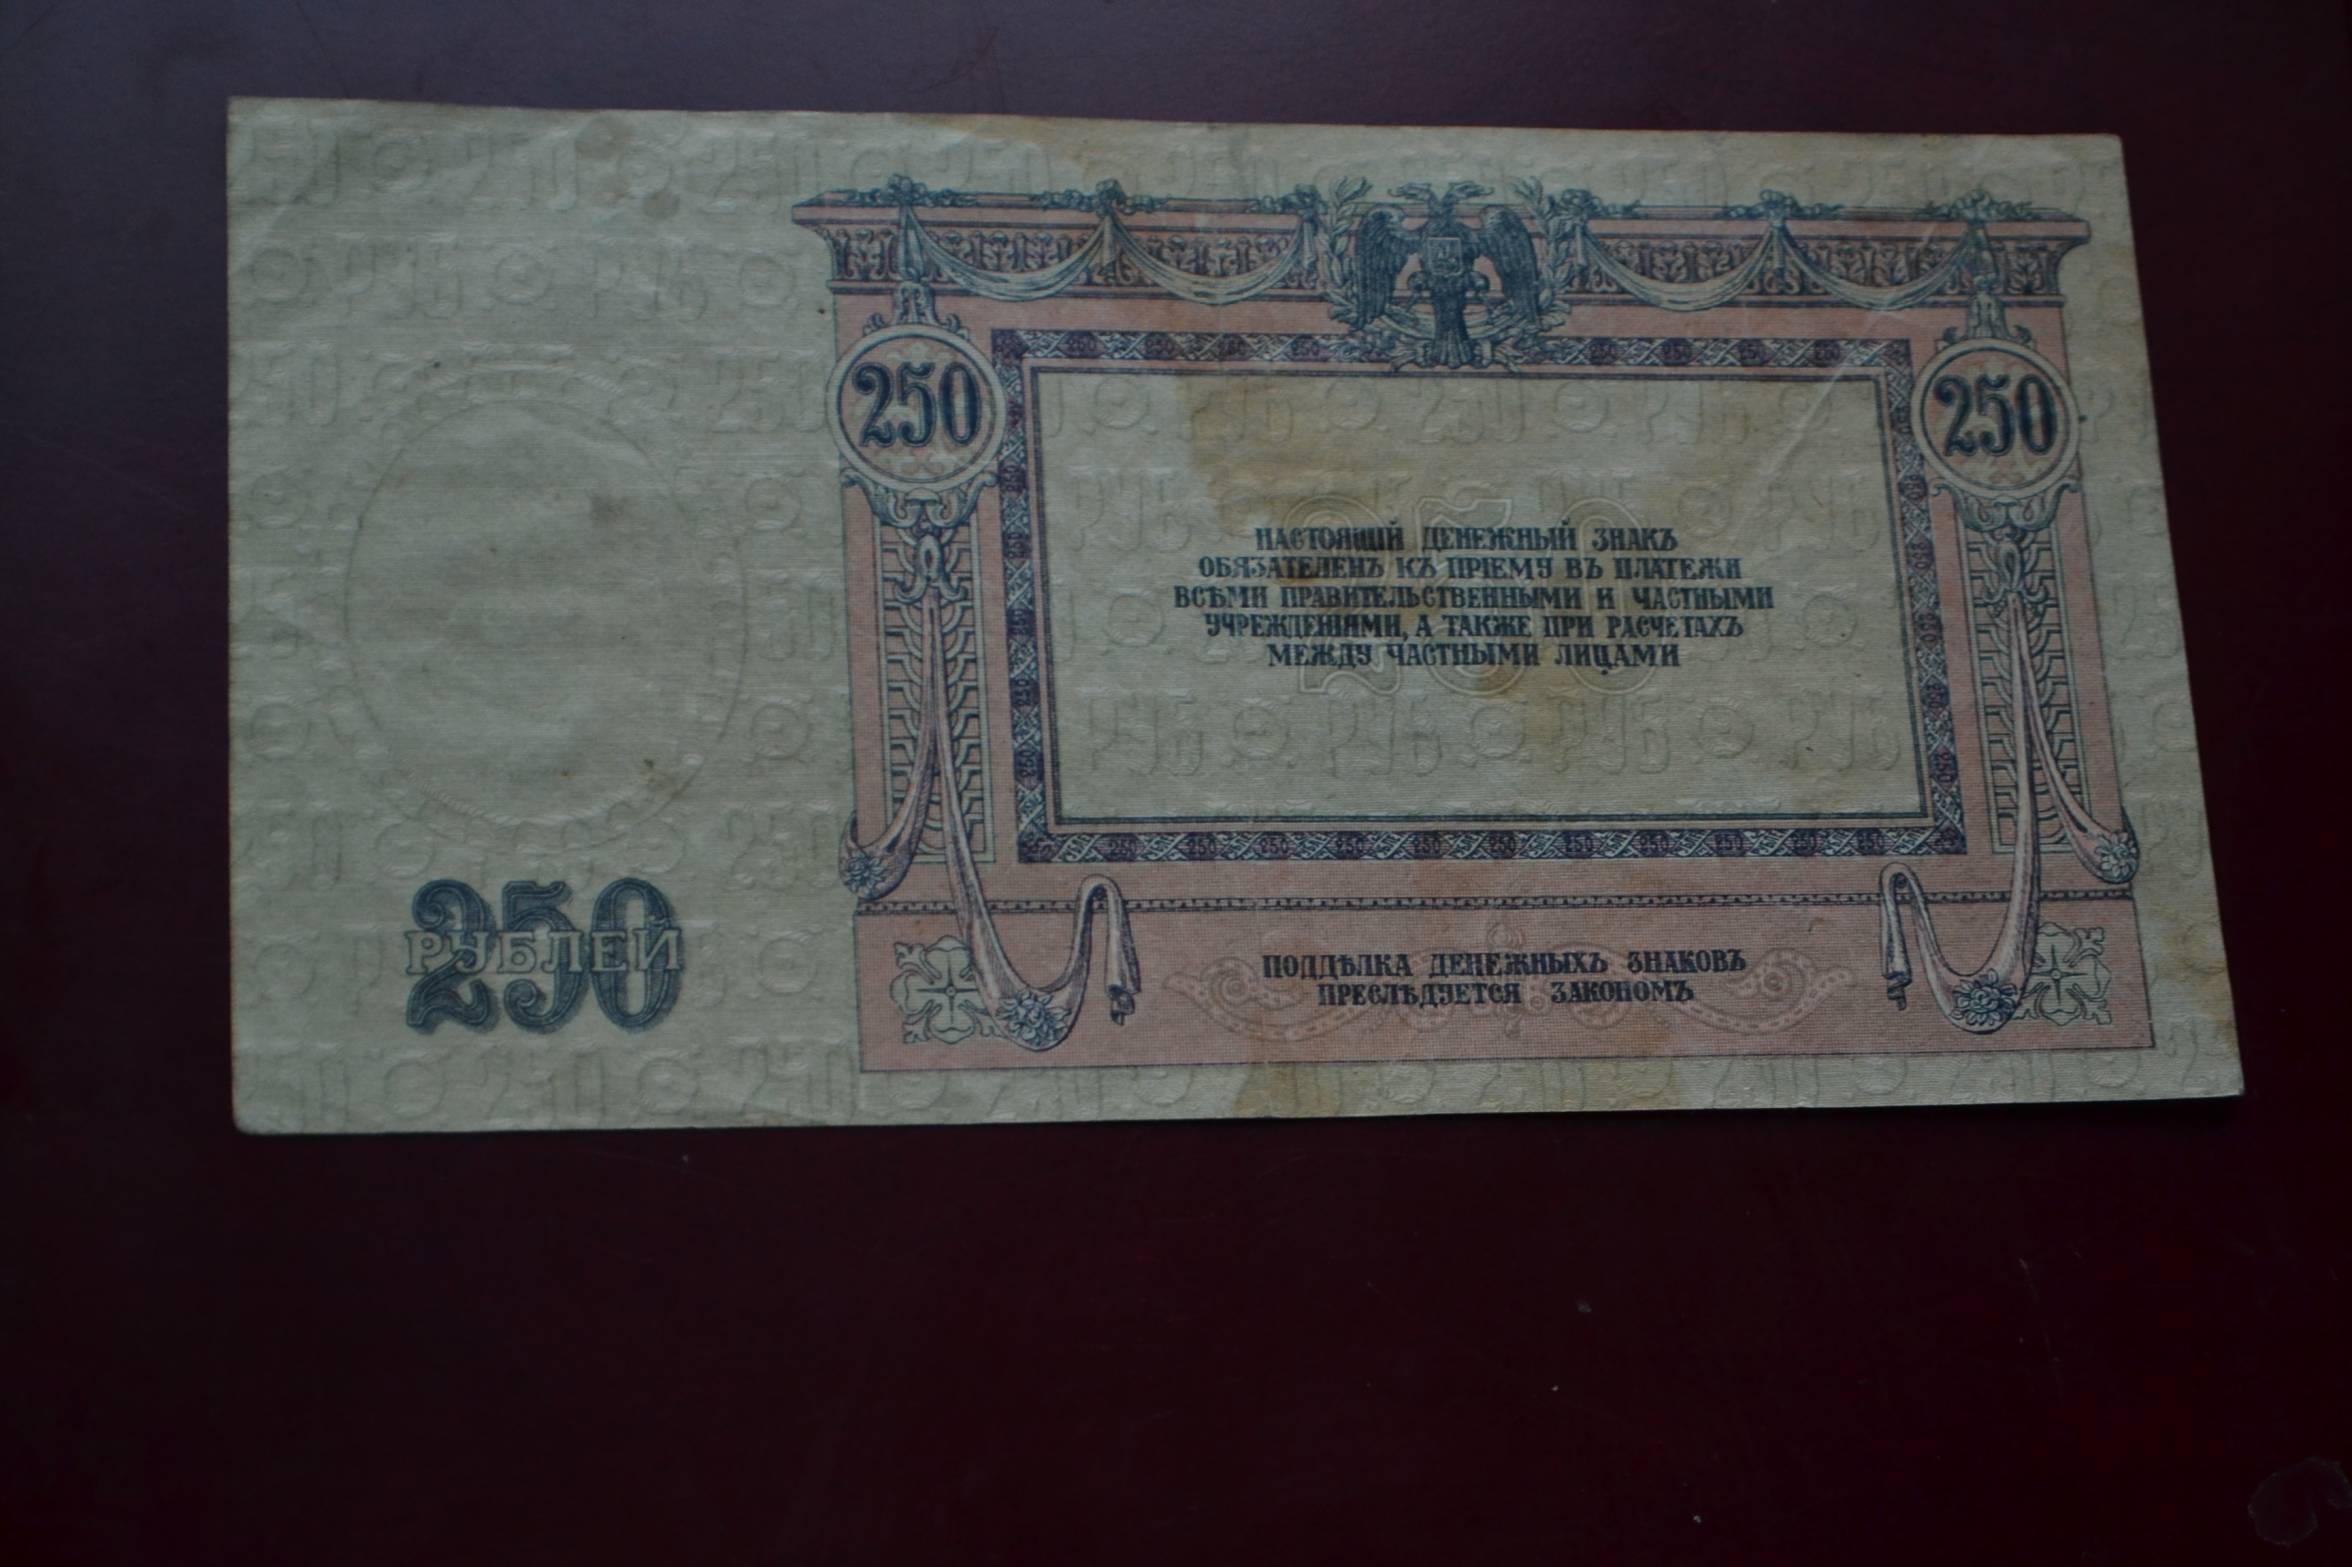 250
250
НАСТОЯЩІЙ ДЕНЕЖНЫЙ ЗНАКЪ
ОБЯЗАТЕЛЕНЪ КЪ ПРІЕМУ ВЪ ПЛАТЕЖИ
ВСѢМИ ПРАВИТЕЛЬСТВЕННЫМИ И ЧАСТНЫМИ
УЧРЕЖДЕНІЯМИ, А ТАКЖЕ ПРИ РАСЧЕТАХЪ
МЕЖДУ ЧАСТНЫМИ ЛИЦАМИ
250
РУБЛЕЙ
ПОДДѢЛКА ДЕНЕЖНЫХЪ ЗНАКОВЪ
ПРЕСЛѢДУЕТСЯ ЗАКОНОМЪ